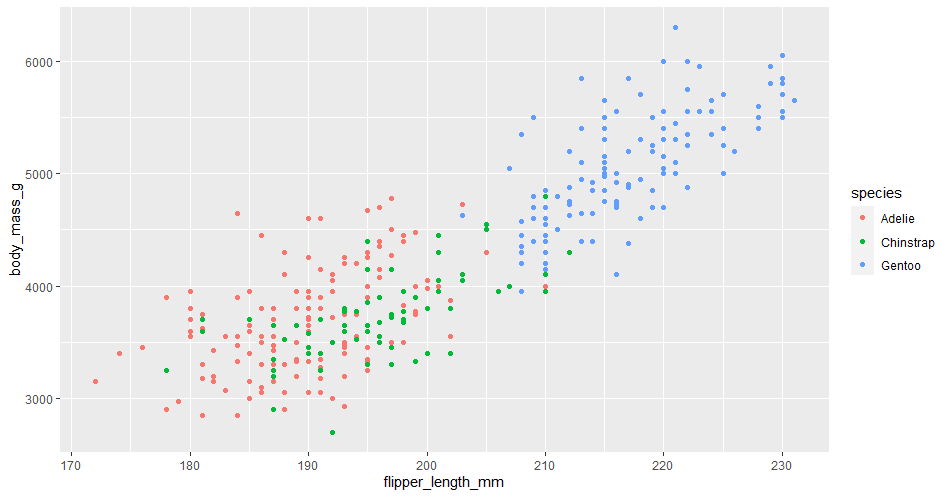 6000
5000
4000
3000
body_mass_g
170
180
190
200
210
220
230
flipper_length_mm
species
Adelie
Chinstrap
Gentoo